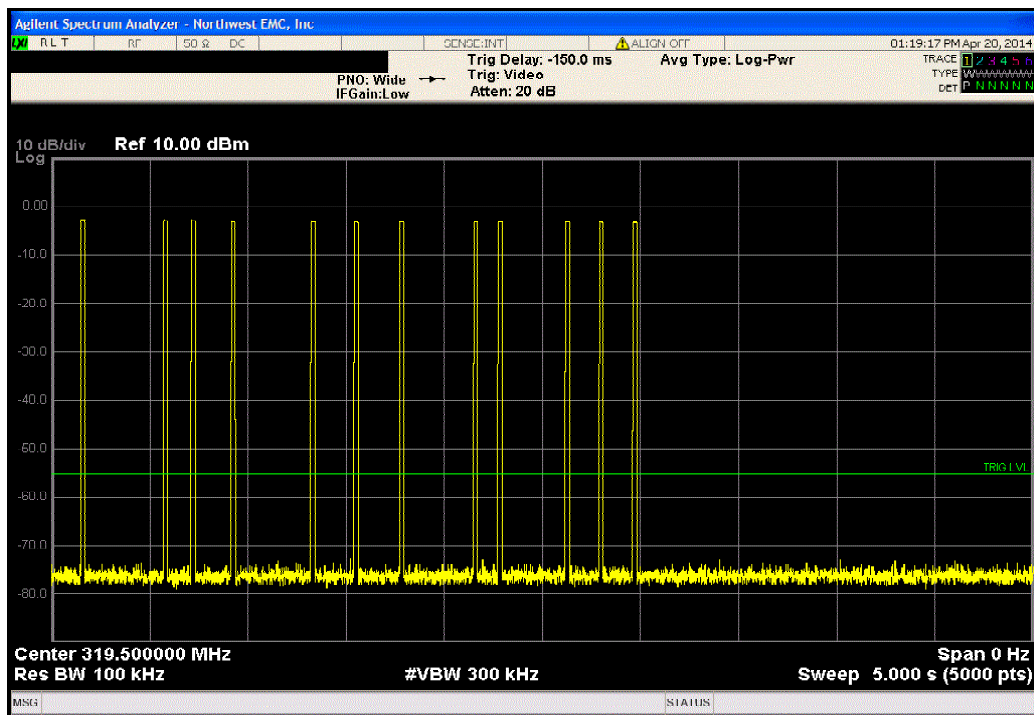 Agilent Spectrum Analyzer - Northwest EMC, Inc
LXI RLT RF 50 Ω DC SENSE:INT ALIGN OFF 01:19:17 PM Apr 20, 2014
Trig Delay: -150.0 ms Avg Type: Log-Pwr TRACE 1 2 3 4 5 6
PNO: Wide Trig: Video TYPE WWWWWW
IFGain:Low Atten: 20 dB DET P N N N N N
10 dB/div Ref 10.00 dBm
Log
0.00
-10.0
-20.0
-30.0
-40.0
-50.0
TRIG LVL
-60.0
-70.0
-80.0
Center 319.500000 MHz Span 0 Hz
Res BW 100 kHz #VBW 300 kHz Sweep 5.000 s (5000 pts)
MSG STATUS